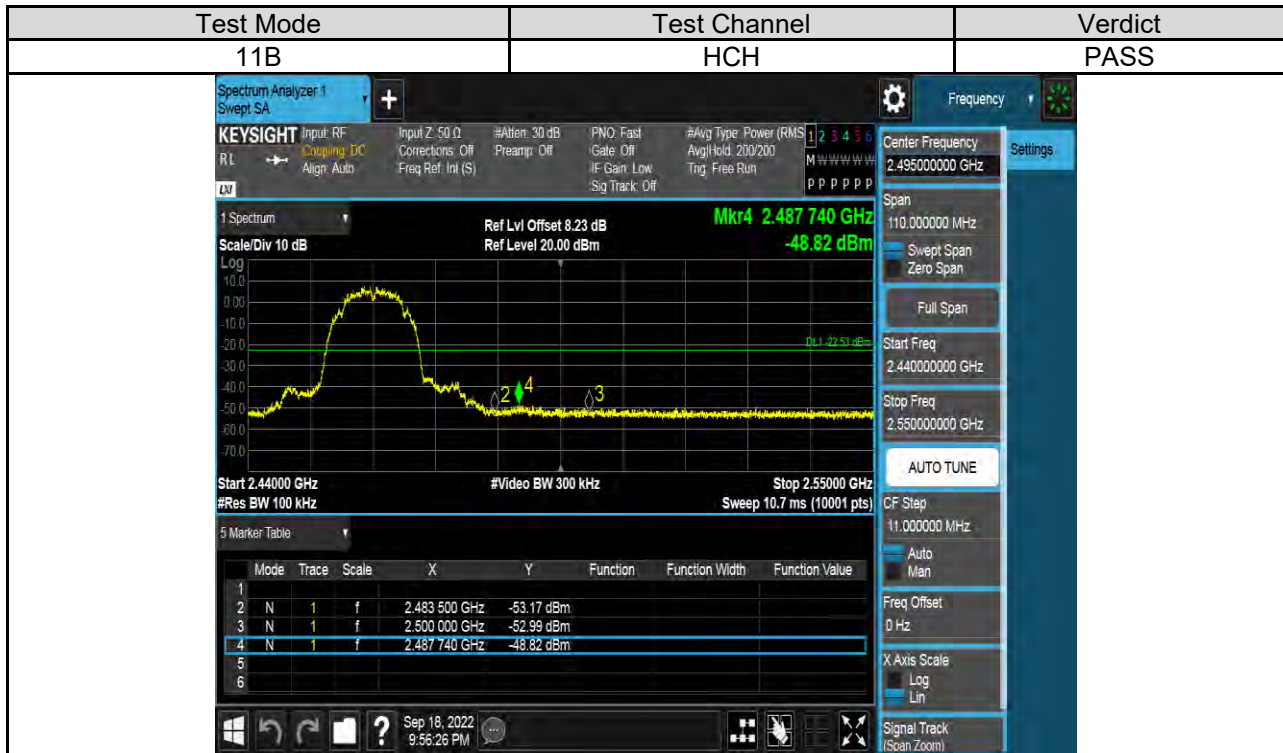 Test Mode Test Channel Verdict
11B HCH PASS
Spectrum Analyzer 1
Swept SA
+
Frequency
KEYSIGHT Input: RF Input Z: 50 Ω #Atten: 30 dB PNO: Fast #Avg Type: Power (RMS 1 2 3 4 5 6
RL Coupling: DC Corrections: Off Preamp: Off Gate: Off Avg|Hold: 200/200 M W W W W W
Align: Auto Freq Ref: Int (S) IF Gain: Low Trig: Free Run
LXI Sig Track: Off P P P P P P
Center Frequency
2.495000000 GHz
Settings
Span
110.000000 MHz
Swept Span
Zero Span
Full Span
Start Freq
2.440000000 GHz
Stop Freq
2.550000000 GHz
AUTO TUNE
CF Step
11.000000 MHz
Auto
Man
Freq Offset
0 Hz
X Axis Scale
Log
Lin
Signal Track
(Span Zoom)
1 Spectrum
Ref Lvl Offset 8.23 dB
Mkr4 2.487 740 GHz
Scale/Div 10 dB Ref Level 20.00 dBm -48.82 dBm
Log
10.0
0.00
-10.0
-20.0
DL1 -22.53 dBm
-30.0
-40.0
2 4 3
-50.0
-60.0
-70.0
Start 2.44000 GHz #Video BW 300 kHz Stop 2.55000 GHz
#Res BW 100 kHz Sweep 10.7 ms (10001 pts)
5 Marker Table
Mode Trace Scale X Y Function Function Width Function Value
1
2 N 1 f 2.483 500 GHz -53.17 dBm
3 N 1 f 2.500 000 GHz -52.99 dBm
4 N 1 f 2.487 740 GHz -48.82 dBm
5
6
? Sep 18, 2022
9:56:26 PM